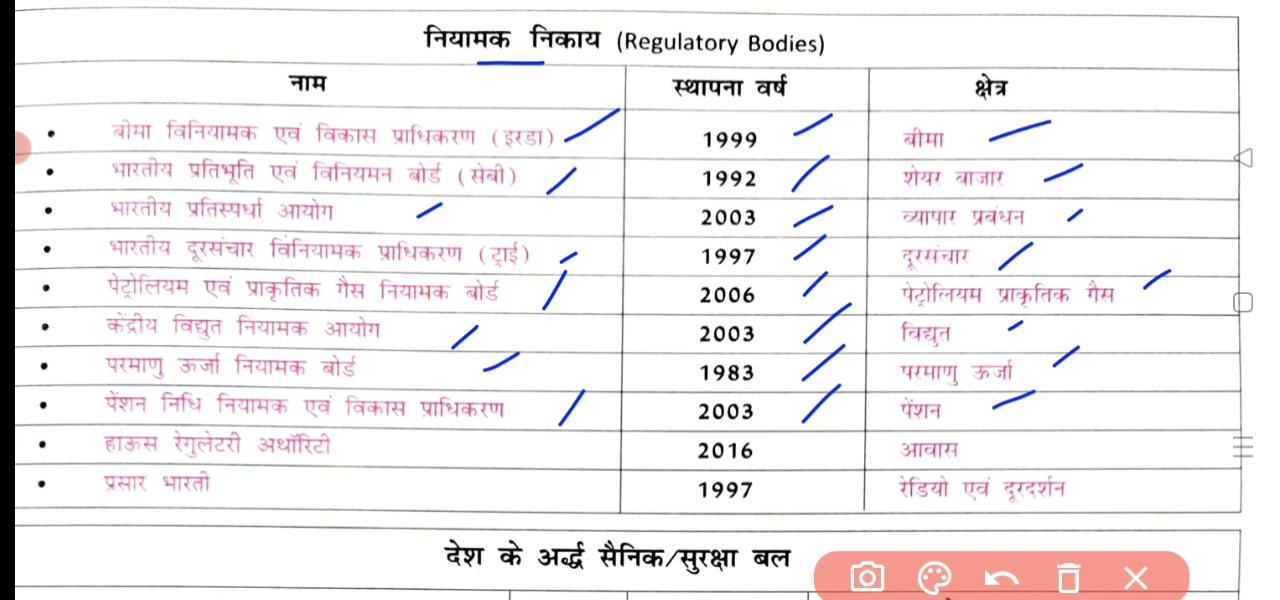 नियामक निकाय (Regulatory Bodies)
नाम स्थापना वर्ष क्षेत्र
• बीमा विनियामक एवं विकास प्राधिकरण (इरडा) 1999 बीमा
• भारतीय प्रतिभूति एवं विनियमन बोर्ड (सेबी) 1992 शेयर बाजार
• भारतीय प्रतिस्पर्धा आयोग 2003 व्यापार प्रबंधन
• भारतीय दूरसंचार विनियामक प्राधिकरण (ट्राई) 1997 दूरसंचार
• पेट्रोलियम एवं प्राकृतिक गैस नियामक बोर्ड 2006 पेट्रोलियम प्राकृतिक गैस
• केंद्रीय विद्युत नियामक आयोग 2003 विद्युत
• परमाणु ऊर्जा नियामक बोर्ड 1983 परमाणु ऊर्जा
• पेंशन निधि नियामक एवं विकास प्राधिकरण 2003 पेंशन
• हाऊस रेगुलेटरी अथॉरिटी 2016 आवास
• प्रसार भारती 1997 रेडियो एवं दूरदर्शन
देश के अर्द्ध सैनिक/सुरक्षा बल